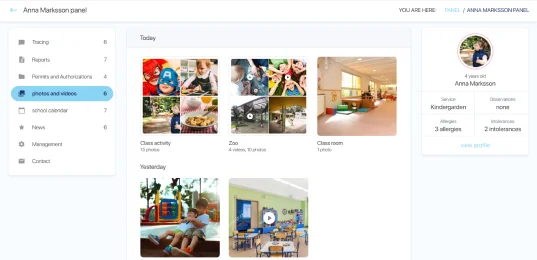 ← Anna Marksson panel
YOU ARE HERE: PANEL / ANNA MARKSSON PANEL
Tracing 6
Reports 7
Permits and Authorizations 4
photos and videos 6
school calendar 7
News 6
Management
Contact
Today
Class activity
19 photos
Zoo
4 videos, 10 photos
Class room
1 photo
Yesterday
4 years old
Anna Marksson
Service
Kindergarden
Observations
none
Allergies
3 allergies
Intolerances
2 intolerances
view profile